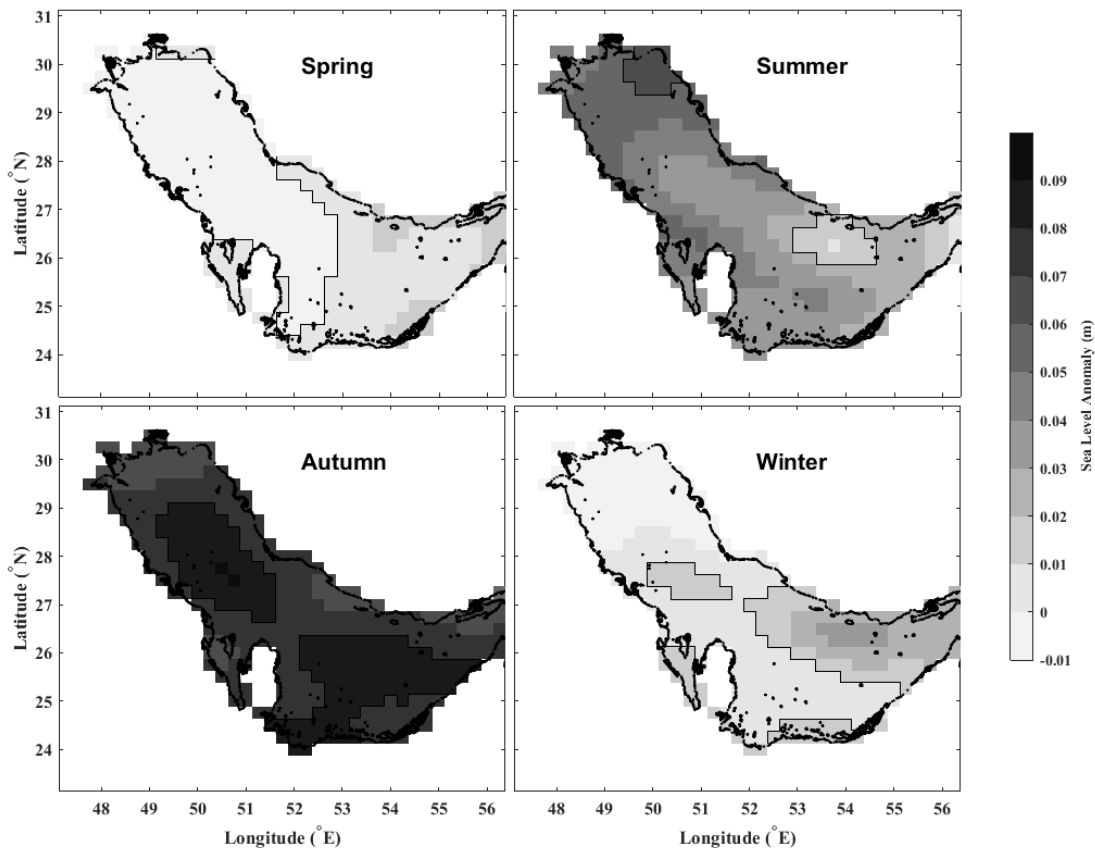 Spring
Summer
31
30
29
28
27
26
25
24
Latitude (°N)
Autumn
Winter
31
30
29
28
27
26
25
24
Latitude (°N)
48 49 50 51 52 53 54 55 56
48 49 50 51 52 53 54 55 56
Longitude (°E)
Longitude (°E)
0.09
0.08
0.07
0.06
0.05
0.04
0.03
0.02
0.01
0
-0.01
Sea Level Anomaly (m)